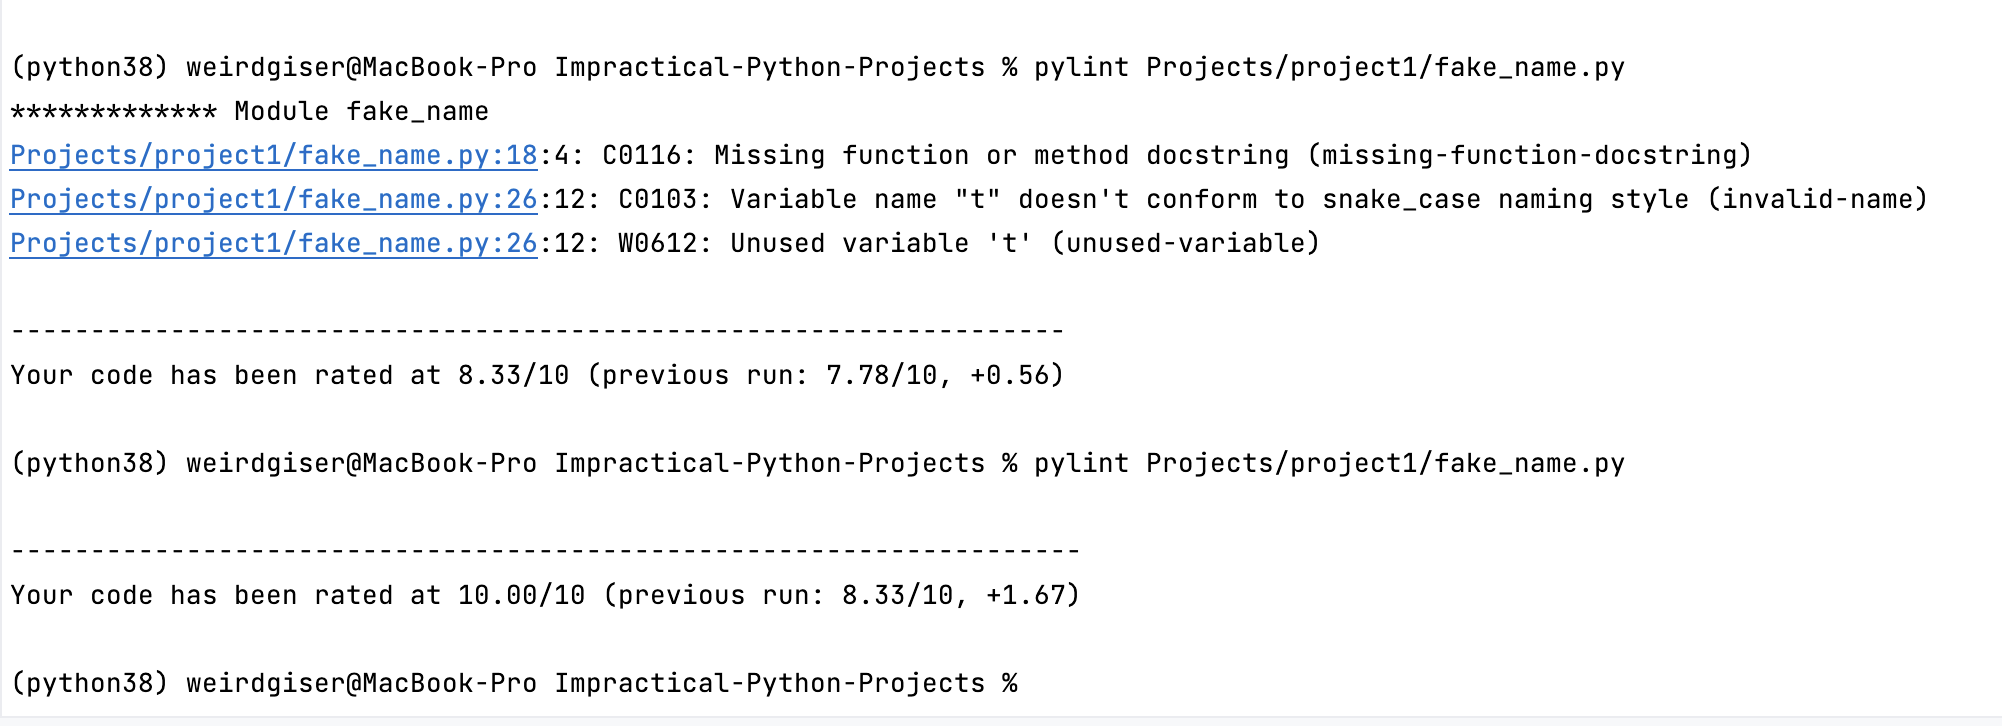 (python38) weirdgiser@MacBook-Pro Impractical-Python-Projects % pylint Projects/project1/fake_name.py
************* Module fake_name
Projects/project1/fake_name.py:18:4: C0116: Missing function or method docstring (missing-function-docstring)
Projects/project1/fake_name.py:26:12: C0103: Variable name "t" doesn't conform to snake_case naming style (invalid-name)
Projects/project1/fake_name.py:26:12: W0612: Unused variable 't' (unused-variable)
------------------------------------------------------------------
Your code has been rated at 8.33/10 (previous run: 7.78/10, +0.56)
(python38) weirdgiser@MacBook-Pro Impractical-Python-Projects % pylint Projects/project1/fake_name.py
-------------------------------------------------------------------
Your code has been rated at 10.00/10 (previous run: 8.33/10, +1.67)
(python38) weirdgiser@MacBook-Pro Impractical-Python-Projects %